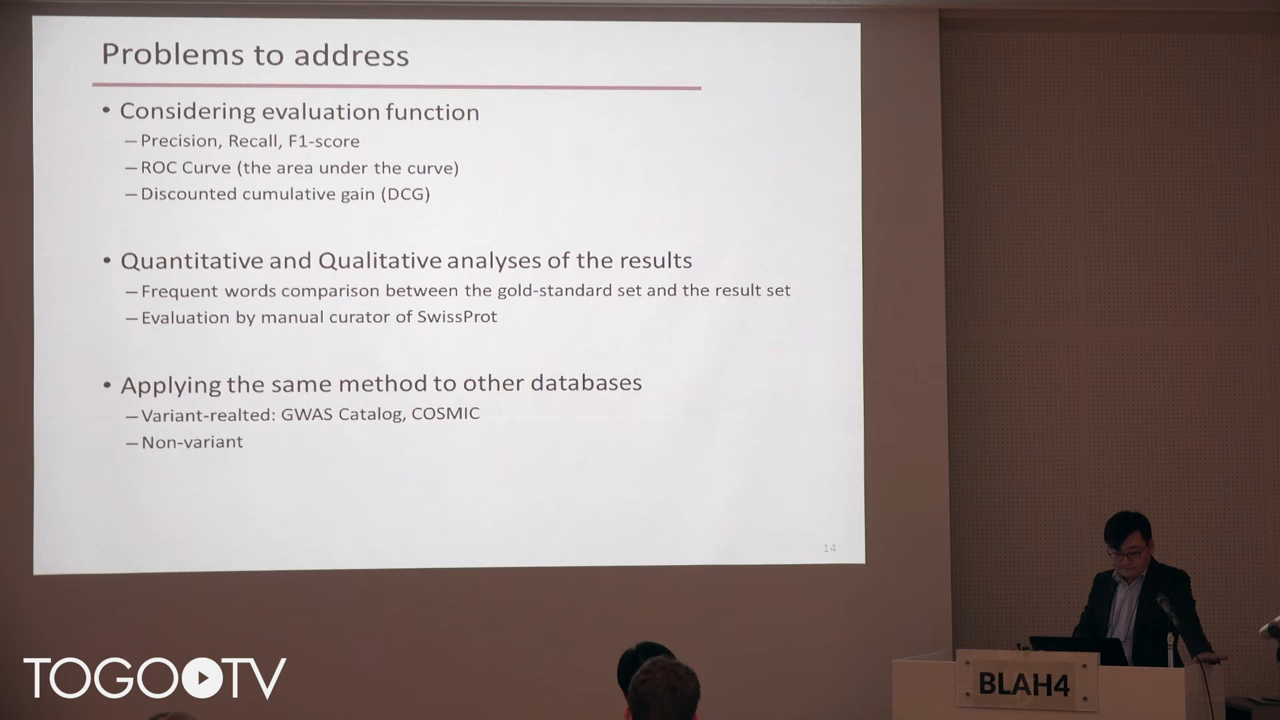 Problems to address
• Considering evaluation function
– Precision, Recall, F1-score
– ROC Curve (the area under the curve)
– Discounted cumulative gain (DCG)
• Quantitative and Qualitative analyses of the results
– Frequent words comparison between the gold-standard set and the result set
– Evaluation by manual curator of SwissProt
• Applying the same method to other databases
– Variant-realted: GWAS Catalog, COSMIC
– Non-variant
14
TOGOTV
BLAH4